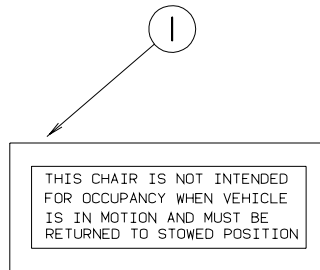 1
THIS CHAIR IS NOT INTENDED
FOR OCCUPANCY WHEN VEHICLE
IS IN MOTION AND MUST BE
RETURNED TO STOWED POSITION